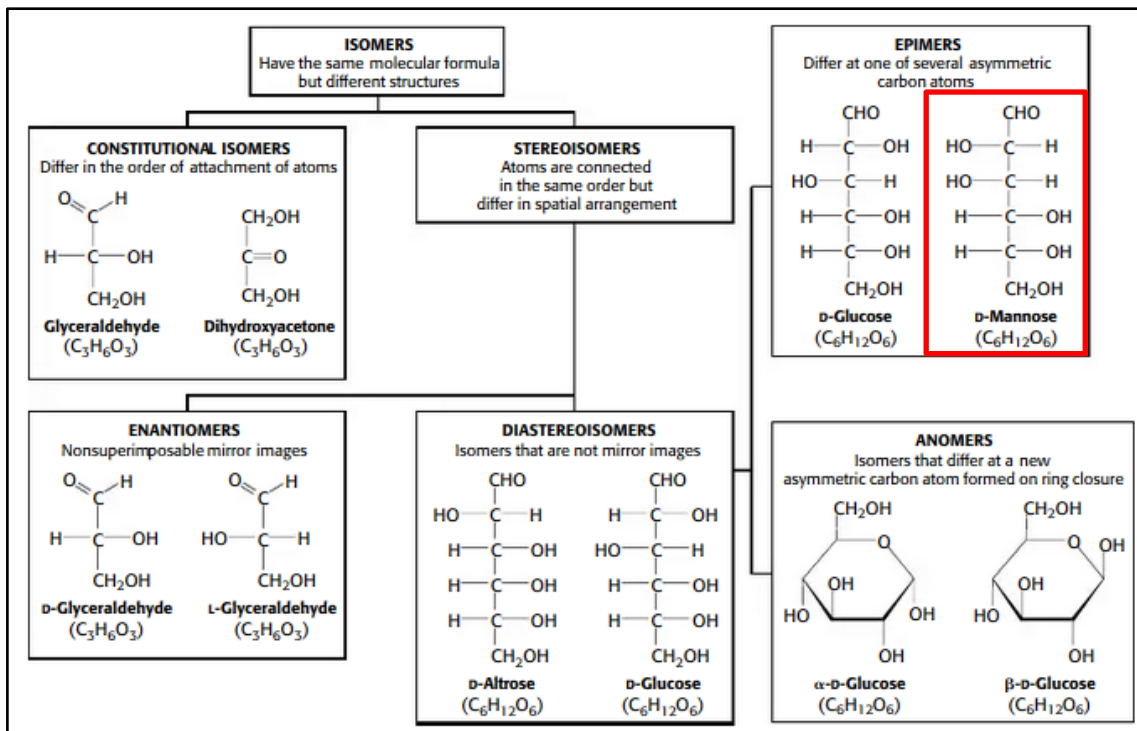 ISOMERS
Have the same molecular formula
but different structures
CONSTITUTIONAL ISOMERS
Differ in the order of attachment of atoms
O H
C
H C OH
CH₂OH
Glyceraldehyde
(C₃H₆O₃)
CH₂OH
C=O
CH₂OH
Dihydroxyacetone
(C₃H₆O₃)
STEREOISOMERS
Atoms are connected
in the same order but
differ in spatial arrangement
EPIMERS
Differ at one of several asymmetric
carbon atoms
CHO
H C OH
HO C H
H C OH
H C OH
CH₂OH
D-Glucose
(C₆H₁₂O₆)
CHO
HO C H
HO C H
H C OH
H C OH
CH₂OH
D-Mannose
(C₆H₁₂O₆)
ENANTIOMERS
Nonsuperimposable mirror images
O H
C
H C OH
CH₂OH
D-Glyceraldehyde
(C₃H₆O₃)
O H
C
HO C H
CH₂OH
L-Glyceraldehyde
(C₃H₆O₃)
DIASTEREOISOMERS
Isomers that are not mirror images
CHO
HO C H
H C OH
H C OH
H C OH
CH₂OH
D-Altrose
(C₆H₁₂O₆)
CHO
H C OH
HO C H
H C OH
H C OH
CH₂OH
D-Glucose
(C₆H₁₂O₆)
ANOMERS
Isomers that differ at a new
asymmetric carbon atom formed on ring closure
CH₂OH
O
OH
HO OH
OH
α-D-Glucose
(C₆H₁₂O₆)
CH₂OH
O OH
OH
HO
OH
β-D-Glucose
(C₆H₁₂O₆)